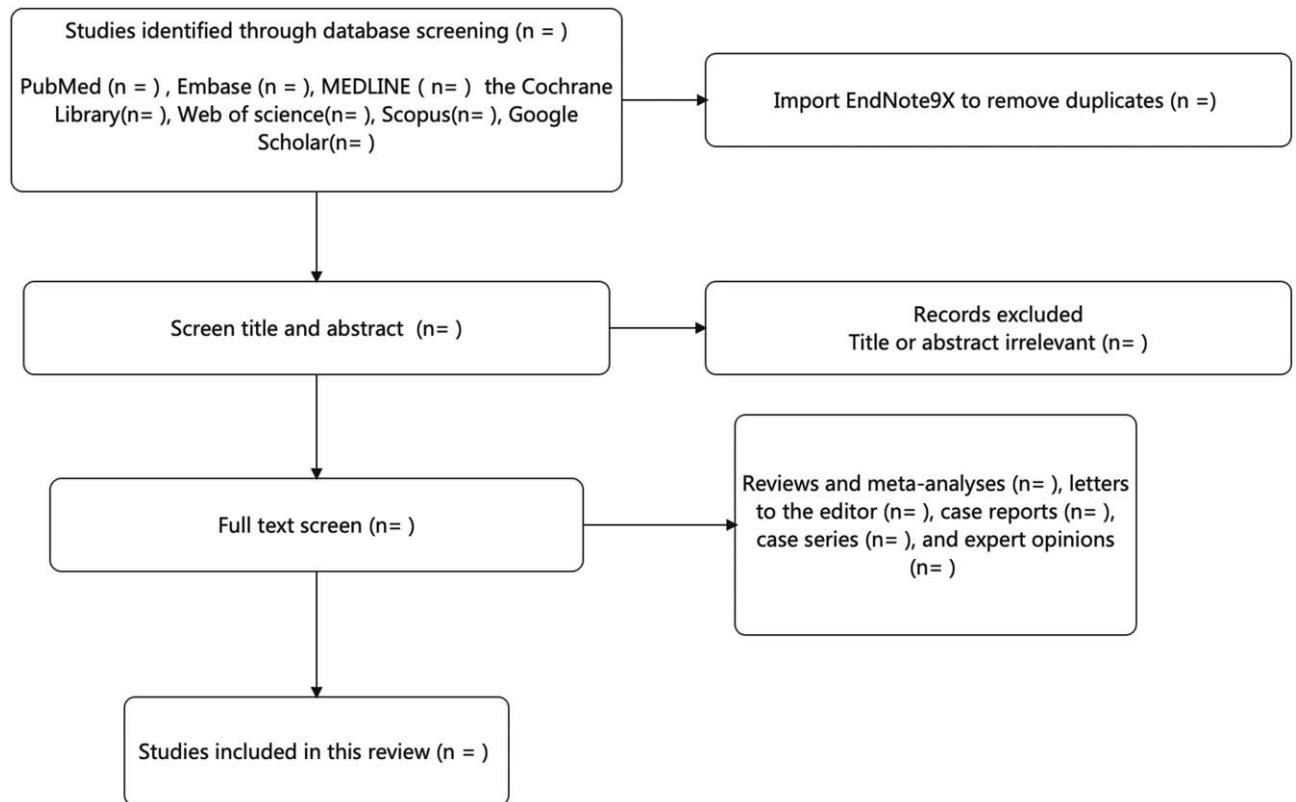 Studies identified through database screening (n = )
PubMed (n = ) , Embase (n = ), MEDLINE ( n= )  the Cochrane
Library(n= ), Web of science(n= ), Scopus(n= ), Google
Scholar(n= )
Import EndNote9X to remove duplicates (n =)
Screen title and abstract  (n= )
Records excluded
Title or abstract irrelevant (n= )
Full text screen (n= )
Reviews and meta-analyses (n= ), letters
to the editor (n= ), case reports (n= ),
case series (n= ), and expert opinions
(n= )
Studies included in this review (n = )